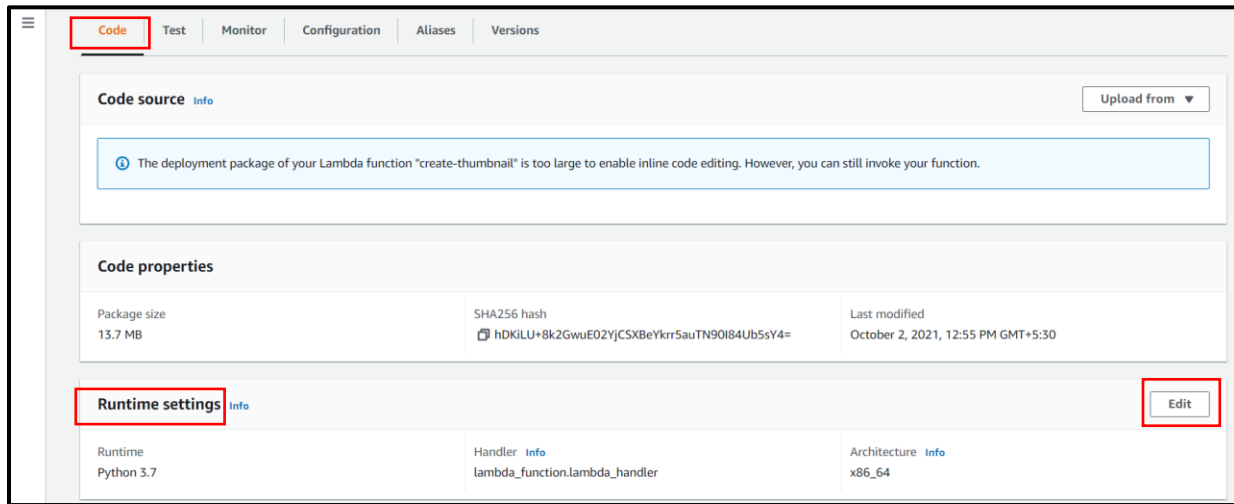 Code Test Monitor Configuration Aliases Versions
Code source Info Upload from
The deployment package of your Lambda function "create-thumbnail" is too large to enable inline code editing. However, you can still invoke your function.
Code properties
Package size SHA256 hash Last modified
13.7 MB hDKiLU+8k2GwuE02YjCSXBeYkrr5auTN90I84Ub5sY4= October 2, 2021, 12:55 PM GMT+5:30
Runtime settings Info Edit
Runtime Handler Info Architecture Info
Python 3.7 lambda_function.lambda_handler x86_64